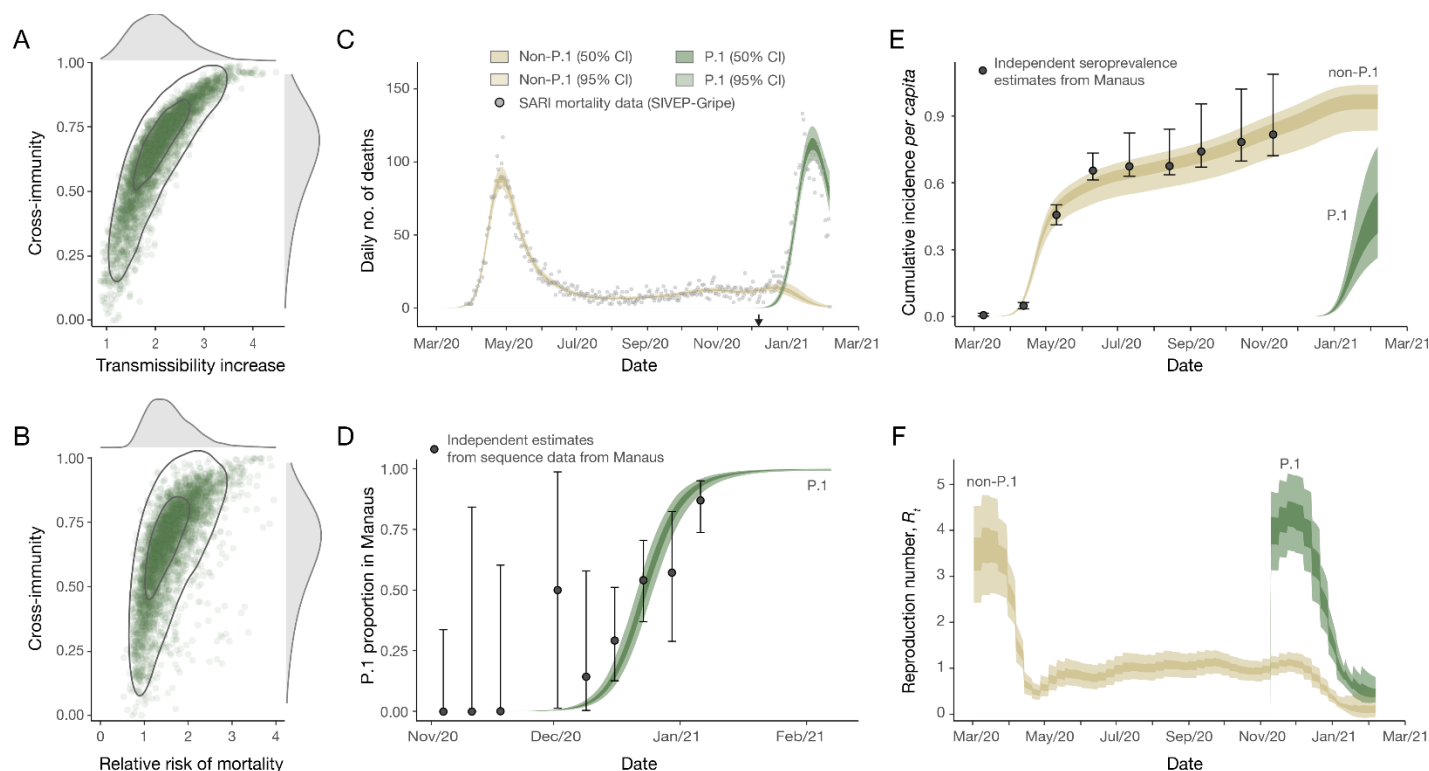 A
1.00
0.75
0.50
0.25
0.00
Cross-immunity
1
2
3
4
Transmissibility increase
B
1.00
0.75
0.50
0.25
0.00
Cross-immunity
0
1
2
3
4
Relative risk of mortality
C
Non-P.1 (50% CI)
P.1 (50% CI)
Non-P.1 (95% CI)
P.1 (95% CI)
SARI mortality data (SIVEP-Gripe)
150
100
50
0
Daily no. of deaths
Mar/20
May/20
Jul/20
Sep/20
Nov/20
Jan/21
Mar/21
Date
D
Independent estimates
from sequence data from Manaus
1.00
0.75
0.50
0.25
0.00
P.1 proportion in Manaus
P.1
Nov/20
Dec/20
Jan/21
Feb/21
Date
E
Independent seroprevalence
estimates from Manaus
non-P.1
P.1
0.9
0.6
0.3
0.0
Cumulative incidence per capita
Mar/20
May/20
Jul/20
Sep/20
Nov/20
Jan/21
Mar/21
Date
F
non-P.1
P.1
5
4
3
2
1
0
Reproduction number, Rt
Mar/20
May/20
Jul/20
Sep/20
Nov/20
Jan/21
Mar/21
Date